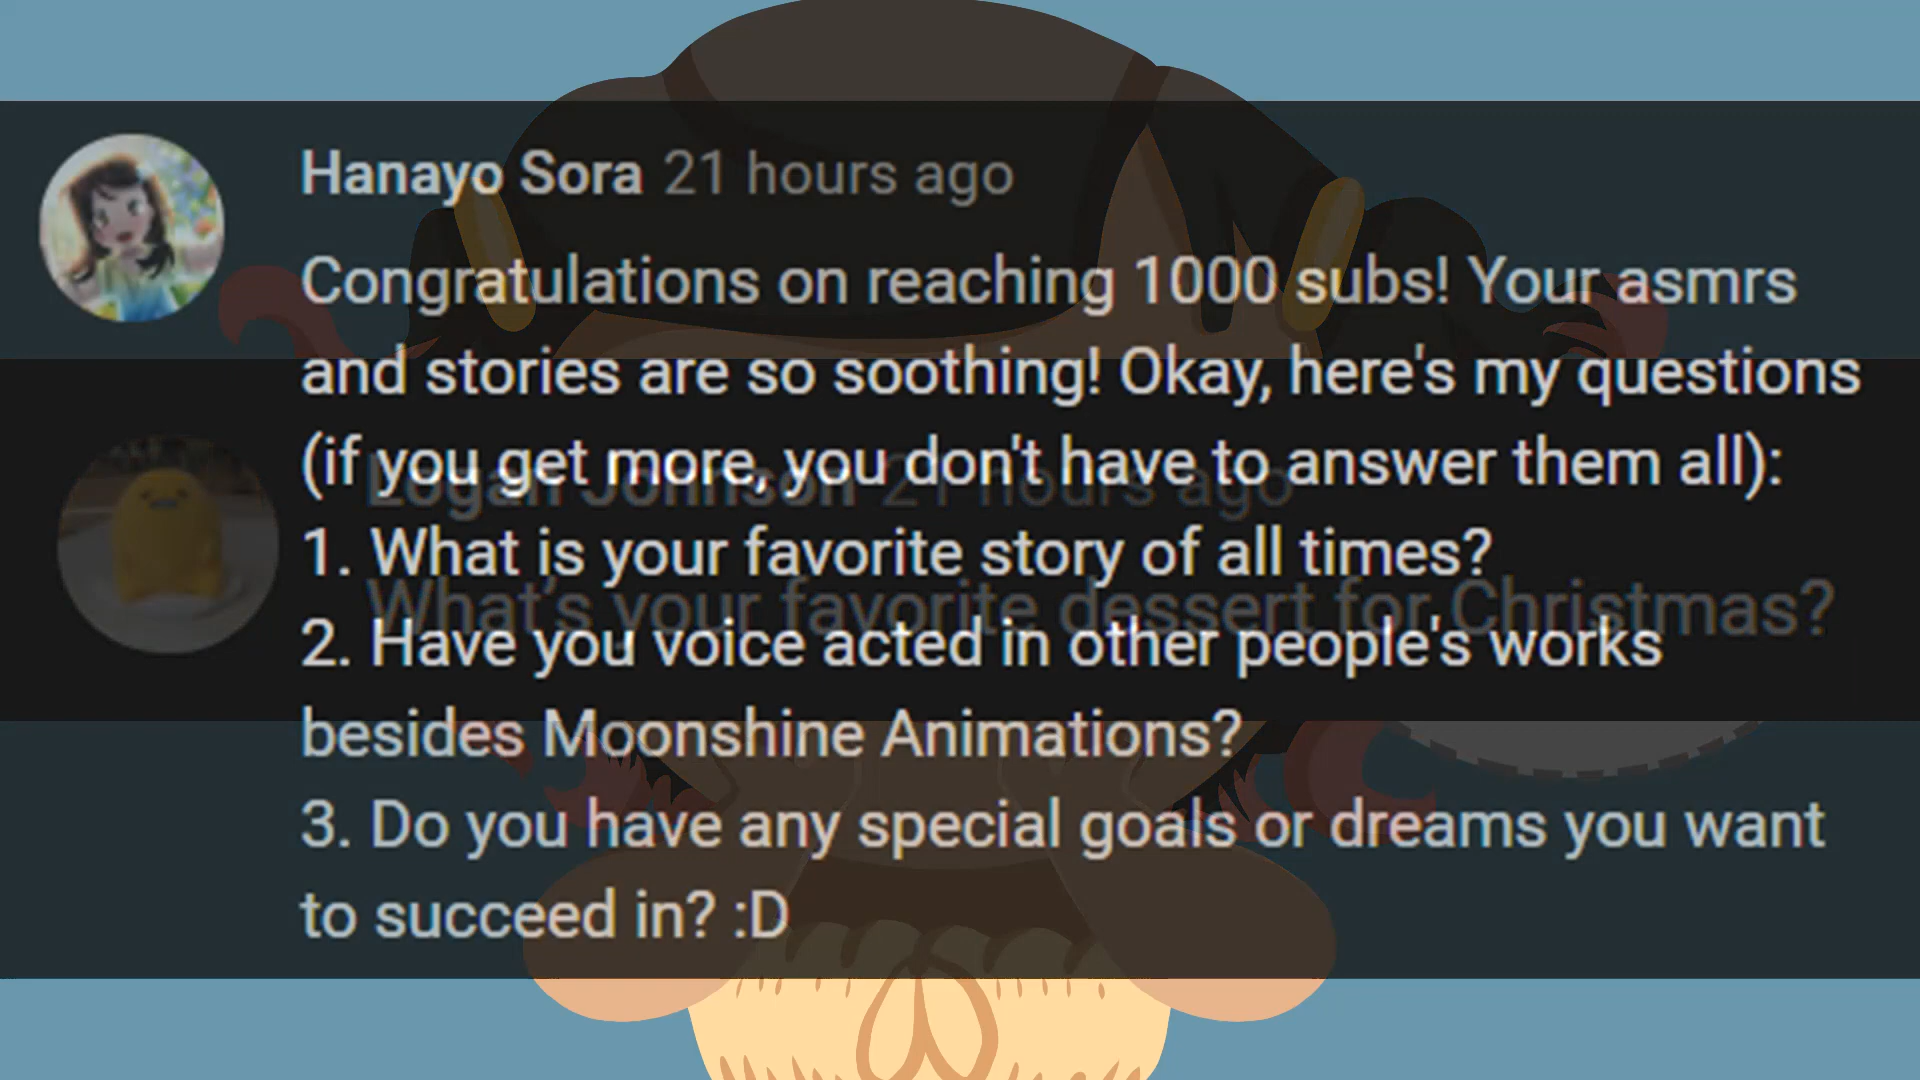 Hanayo Sora 21 hours ago
Congratulations on reaching 1000 subs! Your asmrs
and stories are so soothing! Okay, here's my questions
(if you get more, you don't have to answer them all):
Logan Johnson 21 hours ago
1. What is your favorite story of all times?
What's your favorite dessert for Christmas?
2. Have you voice acted in other people's works
besides Moonshine Animations?
3. Do you have any special goals or dreams you want
to succeed in? :D